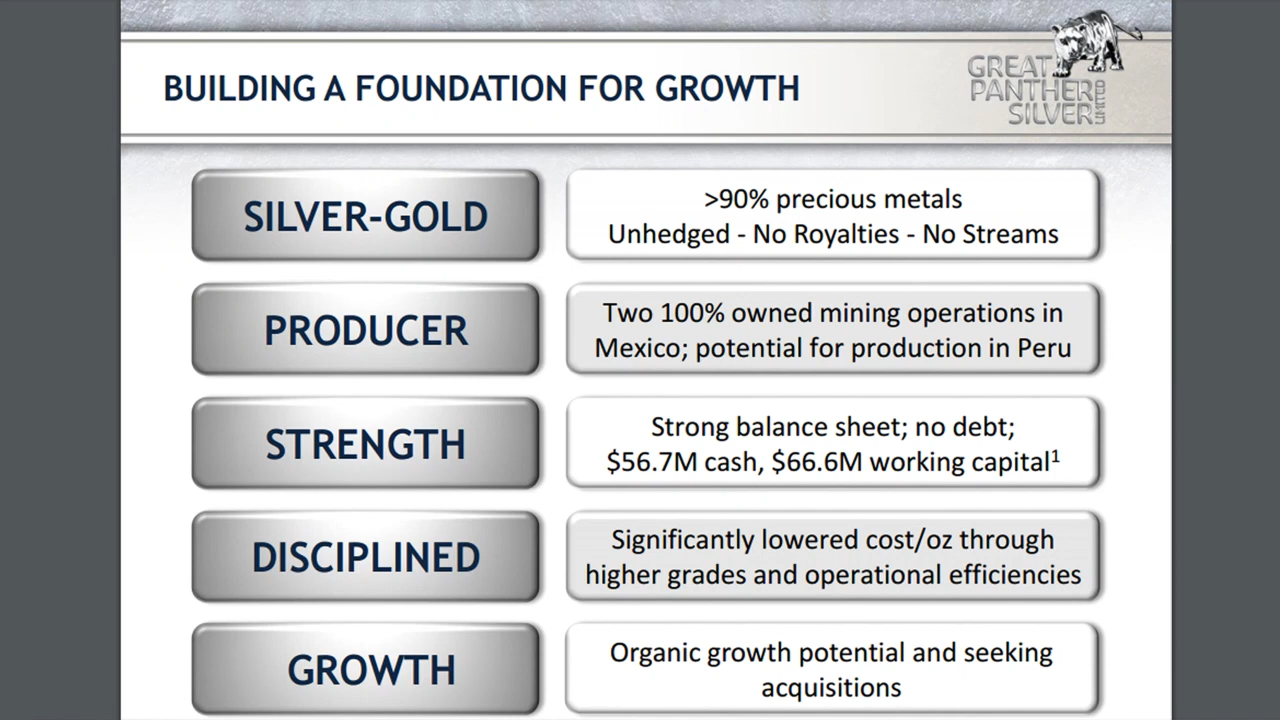 BUILDING A FOUNDATION FOR GROWTH
GREAT
PANTHER
SILVER
LIMITED
SILVER-GOLD
>90% precious metals
Unhedged - No Royalties - No Streams
PRODUCER
Two 100% owned mining operations in
Mexico; potential for production in Peru
STRENGTH
Strong balance sheet; no debt;
$56.7M cash, $66.6M working capital¹
DISCIPLINED
Significantly lowered cost/oz through
higher grades and operational efficiencies
GROWTH
Organic growth potential and seeking
acquisitions